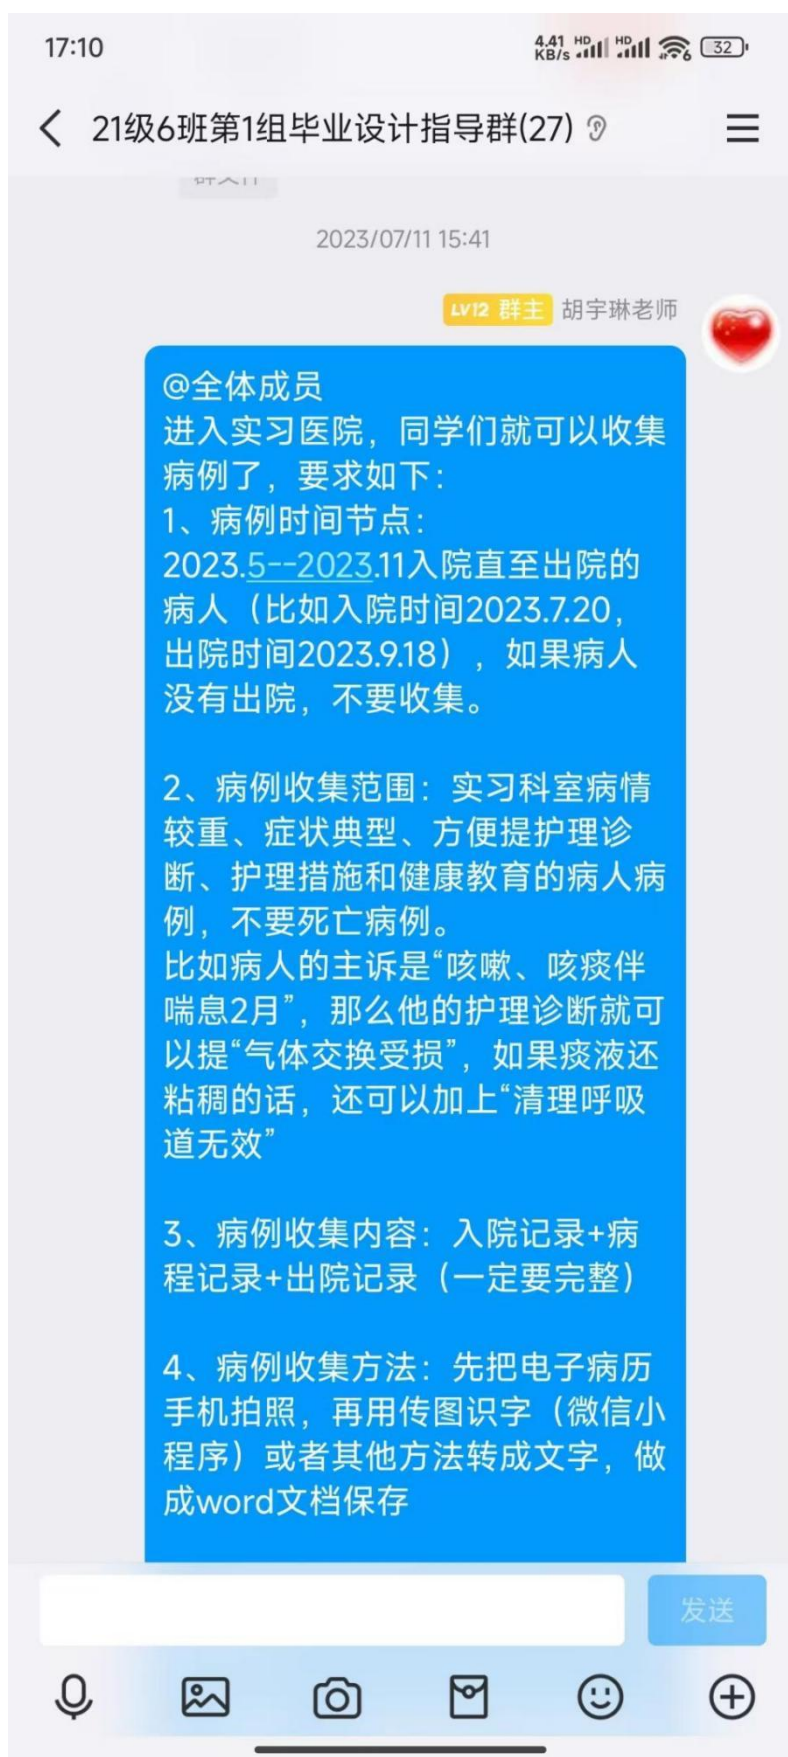 17:10
4.41 KB/s HD HD 6 32
21级6班第1组毕业设计指导群(27)
群文件
2023/07/11 15:41
LV12 群主 胡宇琳老师
@全体成员
进入实习医院，同学们就可以收集
病例了，要求如下：
1、病例时间节点：
2023.5--2023.11入院直至出院的
病人（比如入院时间2023.7.20，
出院时间2023.9.18），如果病人
没有出院，不要收集。
2、病例收集范围：实习科室病情
较重、症状典型、方便提护理诊
断、护理措施和健康教育的病人病
例，不要死亡病例。
比如病人的主诉是“咳嗽、咳痰伴
喘息2月”，那么他的护理诊断就可
以提“气体交换受损”，如果痰液还
粘稠的话，还可以加上“清理呼吸
道无效”
3、病例收集内容：入院记录+病
程记录+出院记录（一定要完整）
4、病例收集方法：先把电子病历
手机拍照，再用传图识字（微信小
程序）或者其他方法转成文字，做
成word文档保存
发送